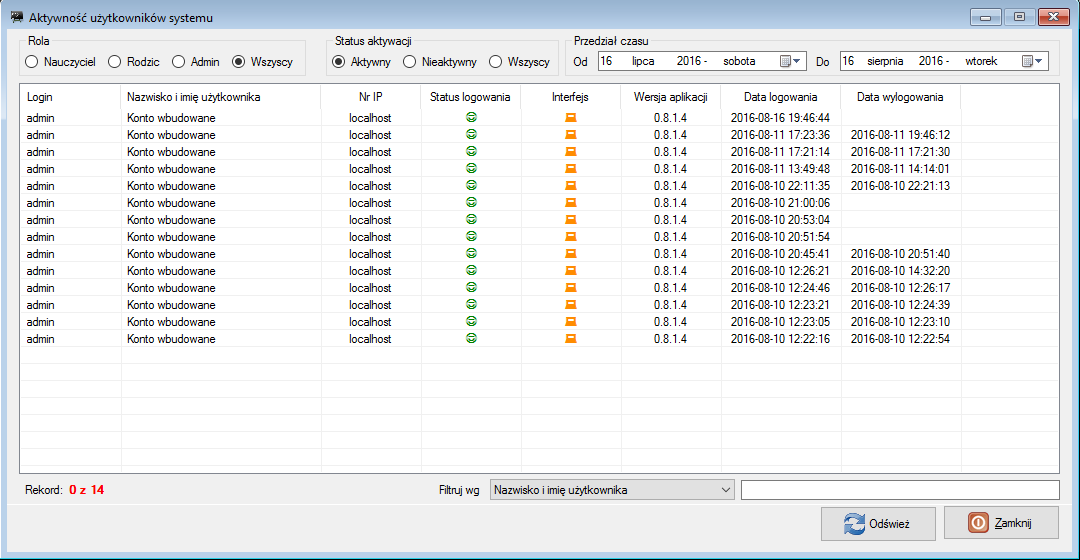 Aktywność użytkowników systemu
Rola Status aktywacji Przedział czasu
Nauczyciel Rodzic Admin Wszyscy Aktywny Nieaktywny Wszyscy Od 16 lipca 2016 - sobota Do 16 sierpnia 2016 - wtorek
Login Nazwisko i imię użytkownika Nr IP Status logowania Interfejs Wersja aplikacji Data logowania Data wylogowania
admin Konto wbudowane localhost 0.8.1.4 2016-08-16 19:46:44
admin Konto wbudowane localhost 0.8.1.4 2016-08-11 17:23:36 2016-08-11 19:46:12
admin Konto wbudowane localhost 0.8.1.4 2016-08-11 17:21:14 2016-08-11 17:21:30
admin Konto wbudowane localhost 0.8.1.4 2016-08-11 13:49:48 2016-08-11 14:14:01
admin Konto wbudowane localhost 0.8.1.4 2016-08-10 22:11:35 2016-08-10 22:21:13
admin Konto wbudowane localhost 0.8.1.4 2016-08-10 21:00:06
admin Konto wbudowane localhost 0.8.1.4 2016-08-10 20:53:04
admin Konto wbudowane localhost 0.8.1.4 2016-08-10 20:51:54
admin Konto wbudowane localhost 0.8.1.4 2016-08-10 20:45:41 2016-08-10 20:51:40
admin Konto wbudowane localhost 0.8.1.4 2016-08-10 12:26:21 2016-08-10 14:32:20
admin Konto wbudowane localhost 0.8.1.4 2016-08-10 12:24:46 2016-08-10 12:26:17
admin Konto wbudowane localhost 0.8.1.4 2016-08-10 12:23:21 2016-08-10 12:24:39
admin Konto wbudowane localhost 0.8.1.4 2016-08-10 12:23:05 2016-08-10 12:23:10
admin Konto wbudowane localhost 0.8.1.4 2016-08-10 12:22:16 2016-08-10 12:22:54
Rekord: 0 z 14 Filtruj wg Nazwisko i imię użytkownika
Odśwież Zamknij